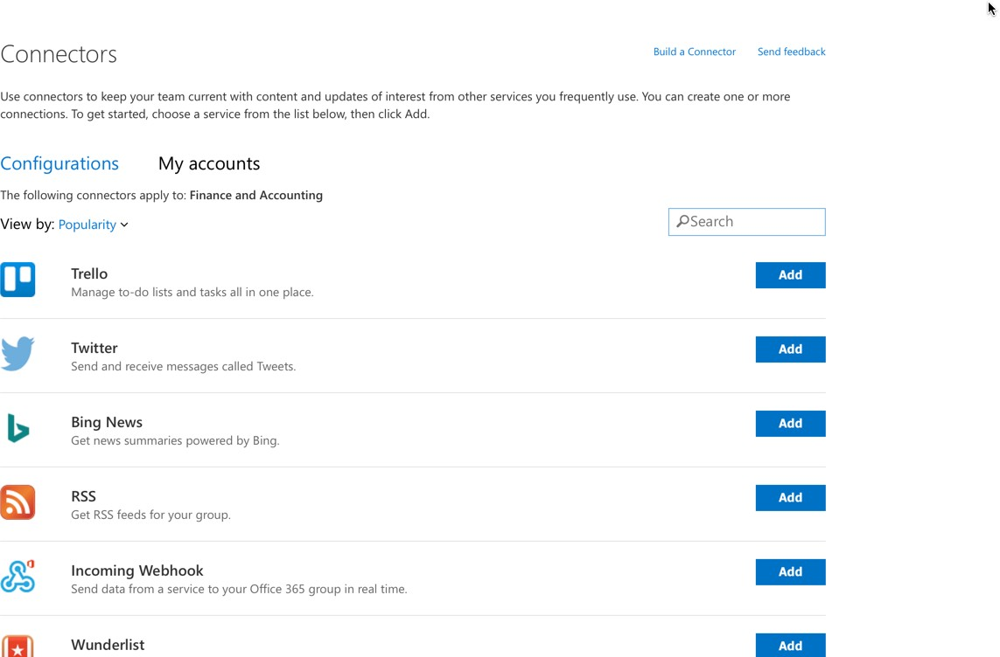 Connectors
Build a Connector
Send feedback
Use connectors to keep your team current with content and updates of interest from other services you frequently use. You can create one or more
connections. To get started, choose a service from the list below, then click Add.
Configurations
My accounts
The following connectors apply to: Finance and Accounting
View by: Popularity
Search
Trello
Manage to-do lists and tasks all in one place.
Add
Twitter
Send and receive messages called Tweets.
Add
Bing News
Get news summaries powered by Bing.
Add
RSS
Get RSS feeds for your group.
Add
Incoming Webhook
Send data from a service to your Office 365 group in real time.
Add
Wunderlist
Add